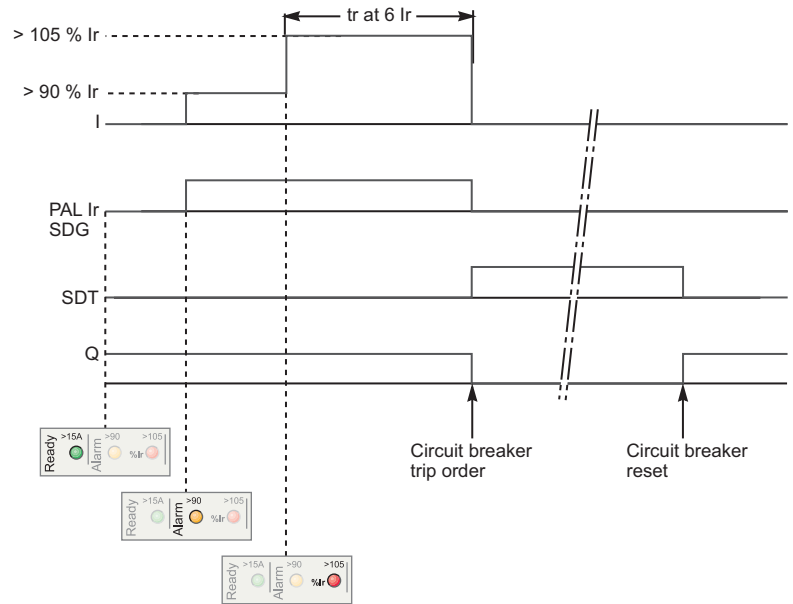 tr at 6 Ir
> 105 % Ir
> 90 % Ir
I
PAL Ir
SDG
SDT
Q
Circuit breaker
trip order
Circuit breaker
reset
Ready >15A Alarm >90 %Ir >105
Ready >15A Alarm >90 %Ir >105
Ready >15A Alarm >90 %Ir >105